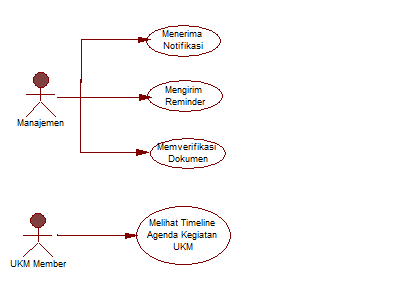 Menerima
Notifikasi
Mengirim
Reminder
Manajemen
Memverifikasi
Dokumen
Melihat Timeline
Agenda Kegiatan
UKM
UKM Member